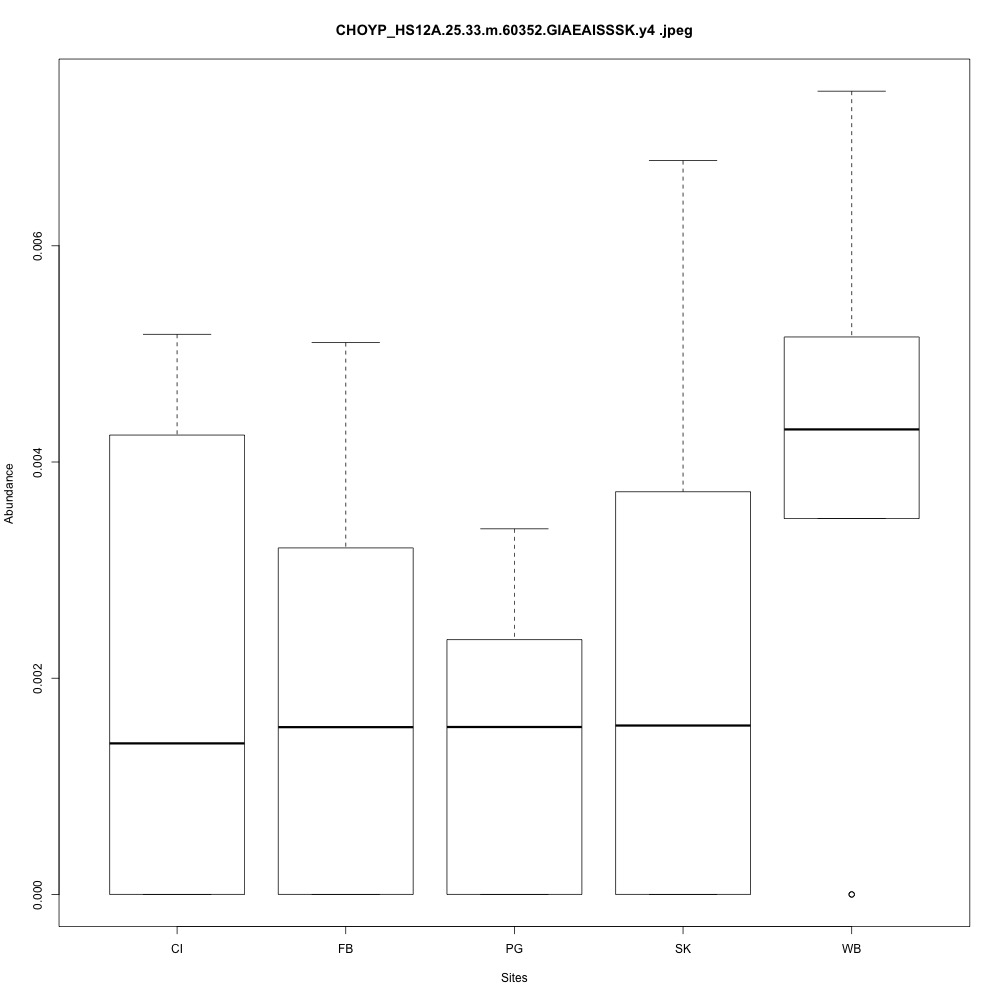 CHOYP_HS12A.25.33.m.60352.GIAEAISSSK.y4 .jpeg
Abundance
0.006
0.004
0.002
0.000
CI FB PG SK WB
Sites